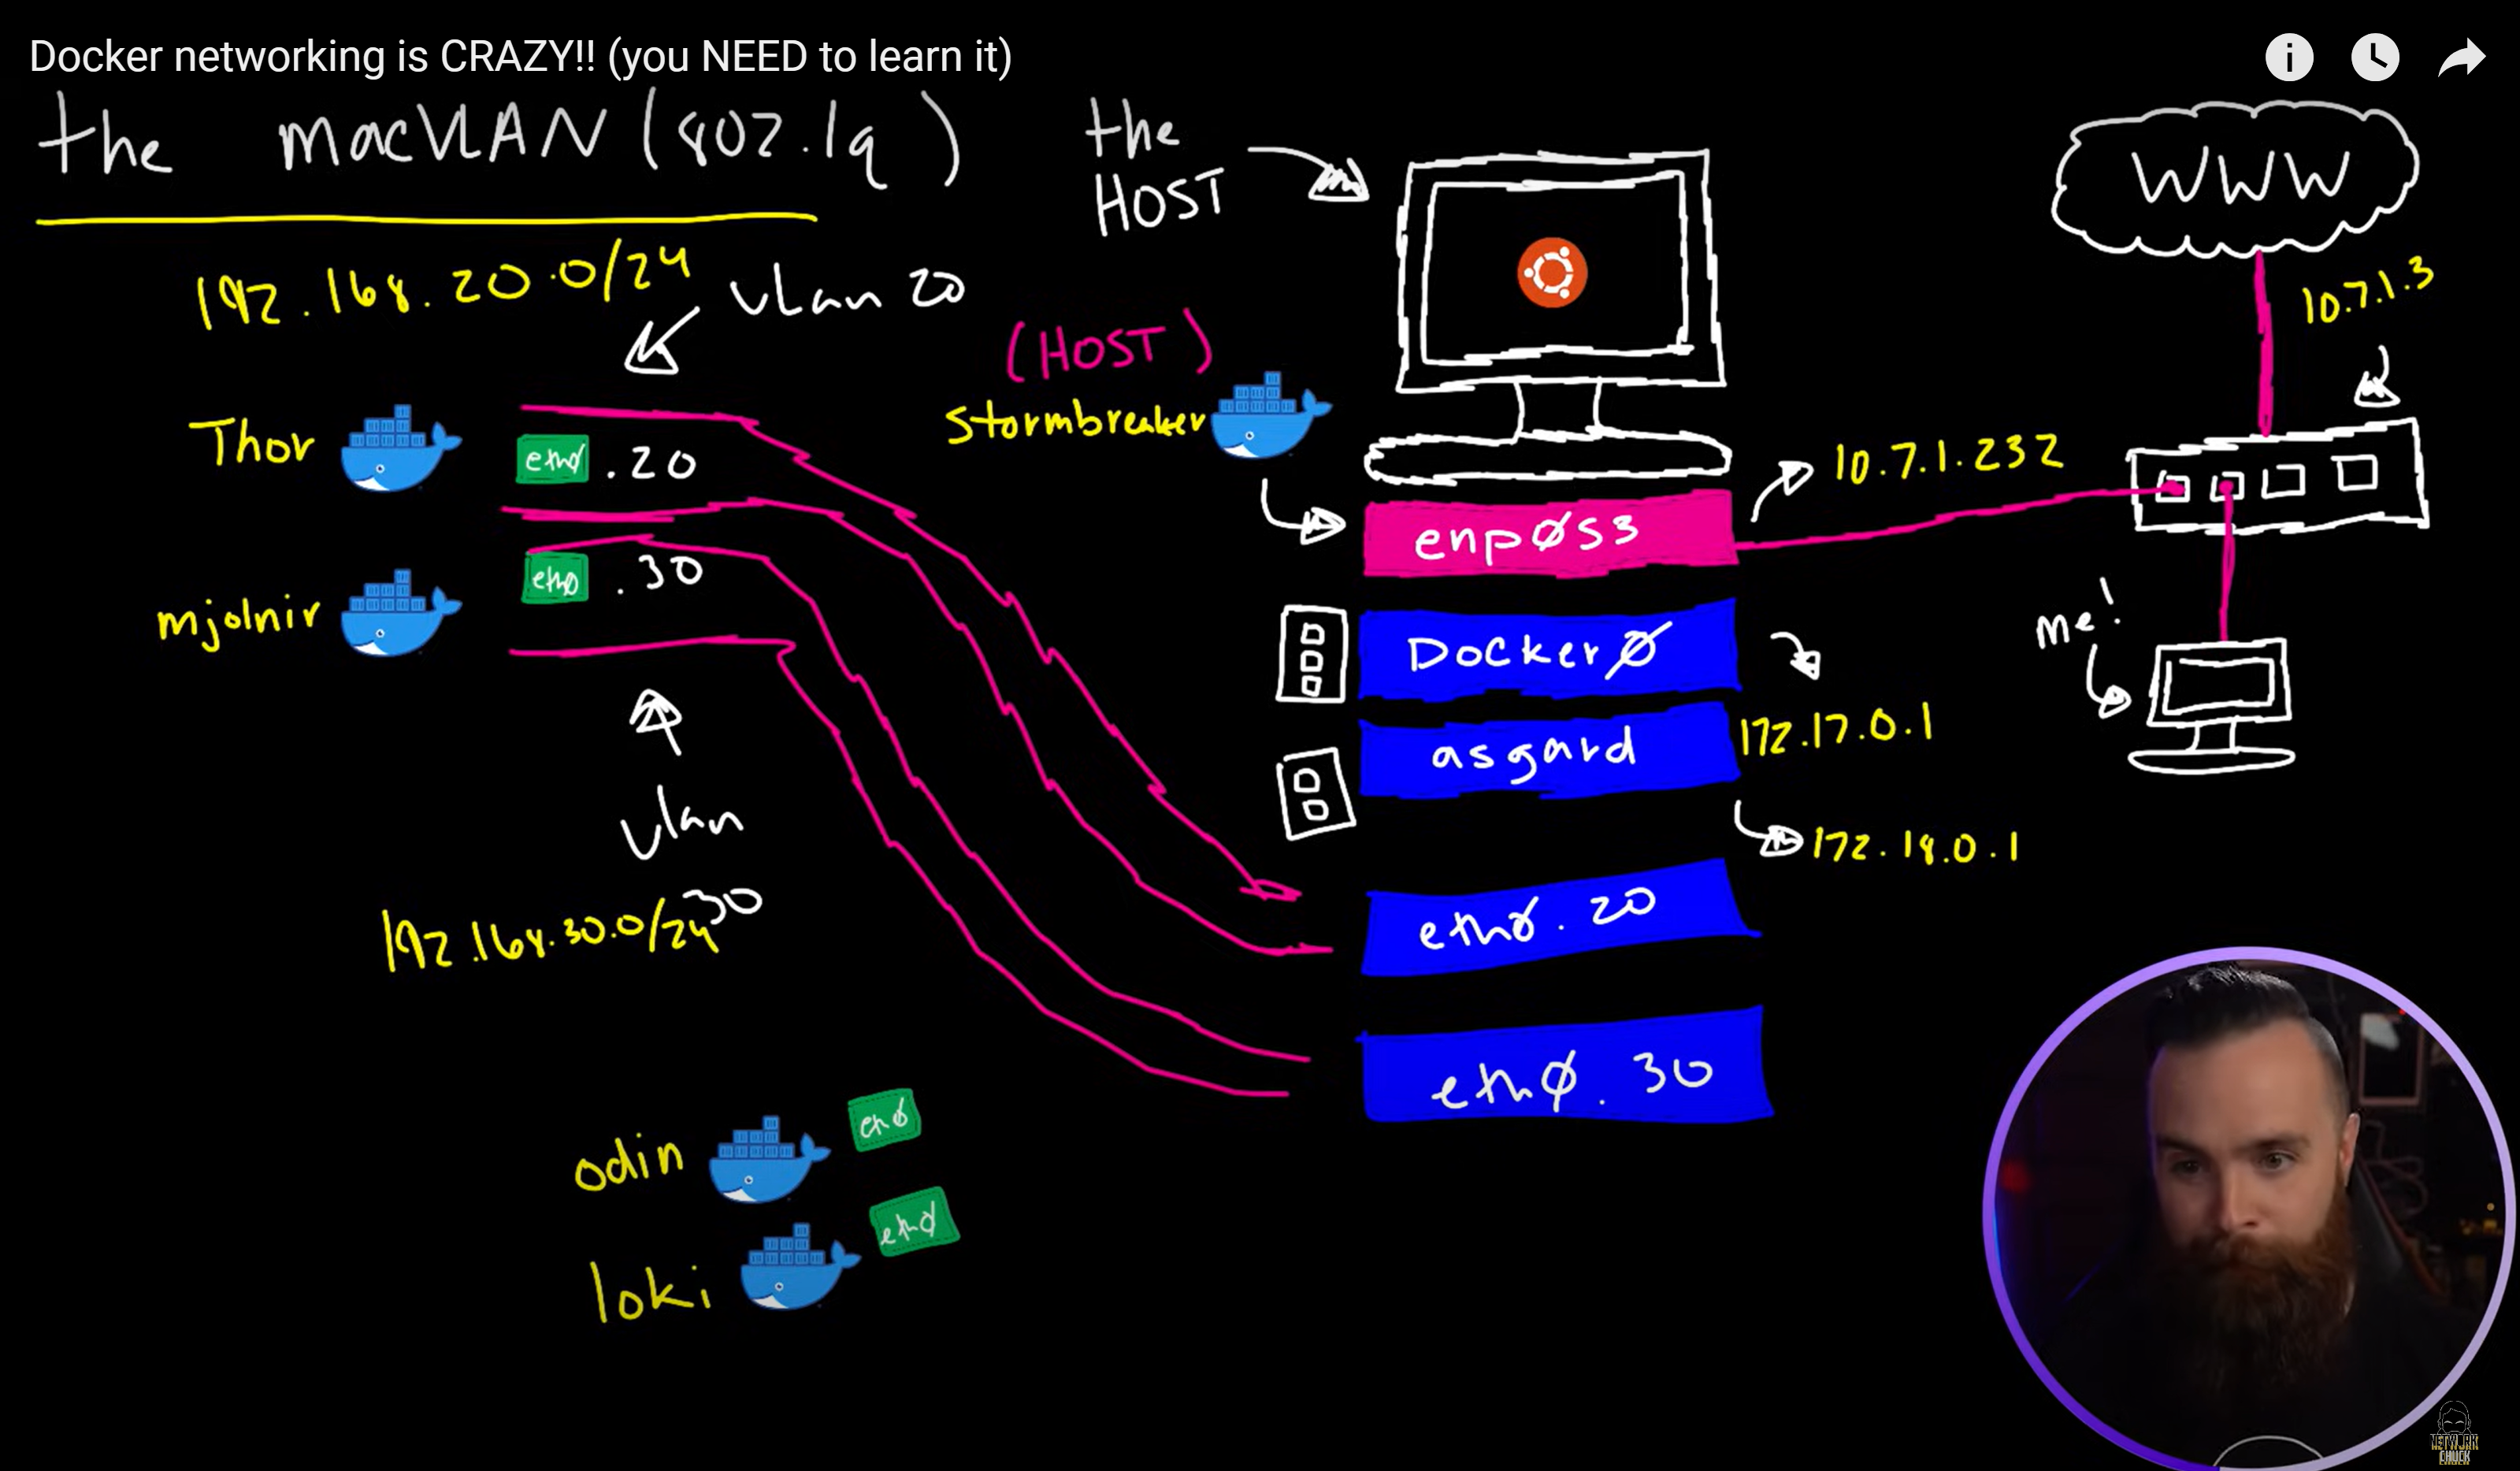 Docker networking is CRAZY!! (you NEED to learn it)
the macVLAN (802.1q)
192.168.20.0/24
vlan 20
Thor
eth0 .20
mjolnir
eth0 .30
vlan
30
192.168.30.0/24
odin
eth0
loki
eth0
the
HOST
(HOST)
Stormbreaker
enp0s3
10.7.1.232
Docker0
172.17.0.1
asgard
172.18.0.1
eth0.20
eth0.30
WWW
10.7.1.3
me!
NETWORK
CHUCK